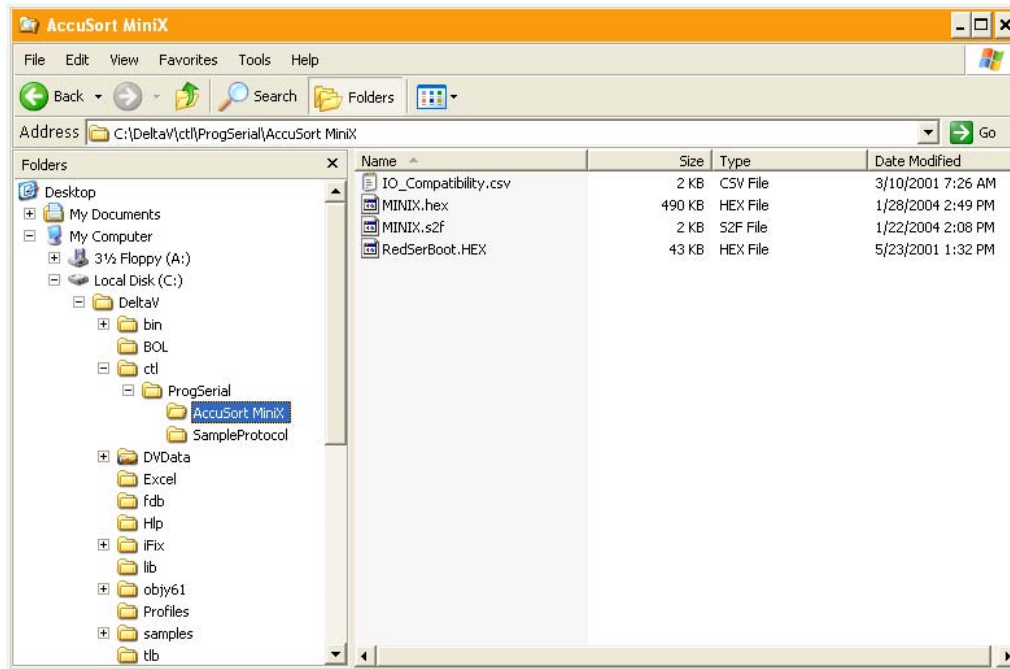 AccuSort MiniX
File Edit View Favorites Tools Help
Back Search Folders
Address C:\DeltaV\ctl\ProgSerial\AccuSort MiniX Go
Folders x
Desktop
My Documents
My Computer
3½ Floppy (A:)
Local Disk (C:)
DeltaV
bin
BOL
ctl
ProgSerial
AccuSort MiniX
SampleProtocol
DVData
Excel
fdb
Hlp
iFix
lib
objy61
Profiles
samples
tlb
Name Size Type Date Modified
IO_Compatibility.csv 2 KB CSV File 3/10/2001 7:26 AM
MINIX.hex 490 KB HEX File 1/28/2004 2:49 PM
MINIX.s2f 2 KB S2F File 1/22/2004 2:08 PM
RedSerBoot.HEX 43 KB HEX File 5/23/2001 1:32 PM